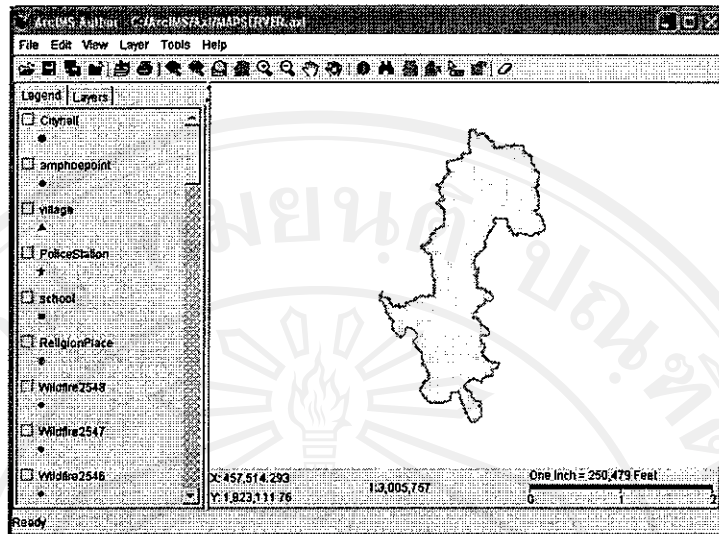 ArcIMS Author C:\ArcIMS\Axl\MAPSERVER.axl
File Edit View Layer Tools Help
Legend Layers
Cityhall
amphoepoint
village
PoliceStation
school
ReligionPlace
Wildfire2548
Wildfire2547
Wildfire2546
X: 457,514.293
Y: 1,823,111.76
1:3,005,757
One Inch = 250,479 Feet
0 1 2
Ready